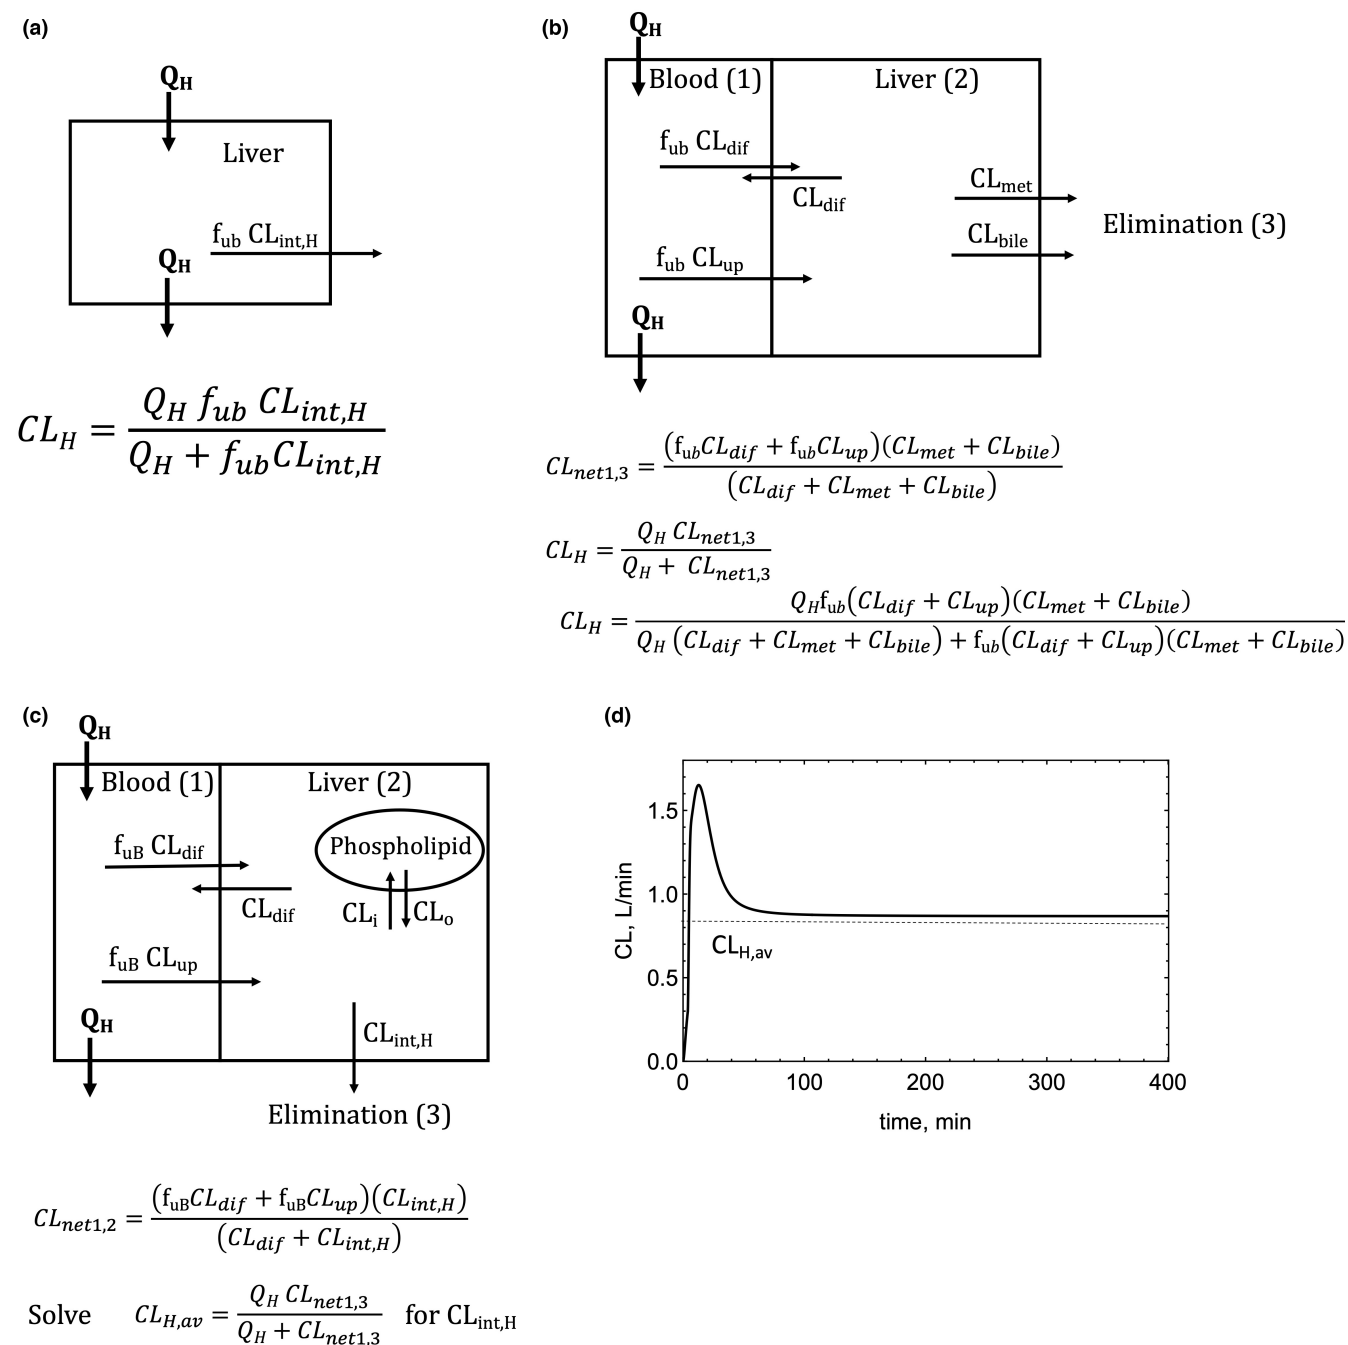 (a)
Q_H
Liver
f_ub CL_int,H
Q_H
CL_H = Q_H f_ub CL_int,H / Q_H + f_ub CL_int,H
(b)
Q_H
Blood (1)
Liver (2)
f_ub CL_dif
CL_dif
CL_met
CL_bile
Elimination (3)
f_ub CL_up
Q_H
CL_net1,3 = (f_ub CL_dif + f_ub CL_up)(CL_met + CL_bile) / (CL_dif + CL_met + CL_bile)
CL_H = Q_H CL_net1,3 / Q_H + CL_net1,3
CL_H = Q_H f_ub (CL_dif + CL_up)(CL_met + CL_bile) / Q_H (CL_dif + CL_met + CL_bile) + f_ub (CL_dif + CL_up)(CL_met + CL_bile)
(c)
Q_H
Blood (1)
Liver (2)
f_uB CL_dif
CL_dif
Phospholipid
CL_i
CL_o
f_uB CL_up
Q_H
CL_int,H
Elimination (3)
CL_net1,2 = (f_uB CL_dif + f_uB CL_up)(CL_int,H) / (CL_dif + CL_int,H)
Solve CL_H,av = Q_H CL_net1,3 / Q_H + CL_net1,3 for CL_int,H
(d)
CL, L/min
1.5
1.0
0.5
0.0
CL_H,av
0 100 200 300 400
time, min